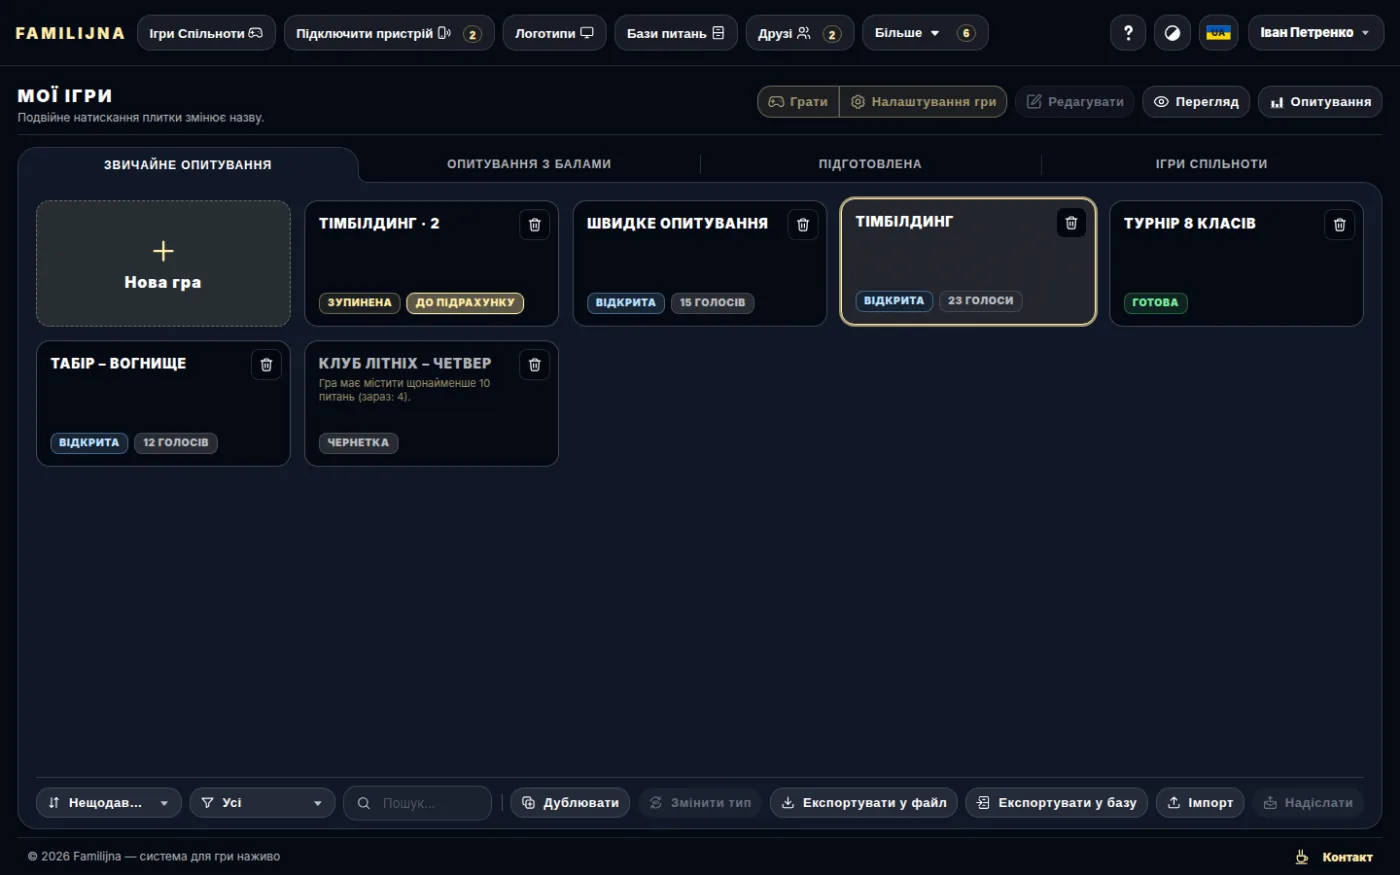 FAMILIJNA
Ігри Спільноти
Підключити пристрій 2
Логотипи
Бази питань
Друзі 2
Більше 6
?
UA
Іван Петренко
МОЇ ІГРИ
Подвійне натискання плитки змінює назву.
Грати
Налаштування гри
Редагувати
Перегляд
Опитування
ЗВИЧАЙНЕ ОПИТУВАННЯ
ОПИТУВАННЯ З БАЛАМИ
ПІДГОТОВЛЕНА
ІГРИ СПІЛЬНОТИ
Нова гра
ТІМБІЛДИНГ · 2
ЗУПИНЕНА ДО ПІДРАХУНКУ
ШВИДКЕ ОПИТУВАННЯ
ВІДКРИТА 15 ГОЛОСІВ
ТІМБІЛДИНГ
ВІДКРИТА 23 ГОЛОСИ
ТУРНІР 8 КЛАСІВ
ГОТОВА
ТАБІР – ВОГНИЩЕ
ВІДКРИТА 12 ГОЛОСІВ
КЛУБ ЛІТНІХ – ЧЕТВЕР
Гра має містити щонайменше 10
питань (зараз: 4).
ЧЕРНЕТКА
Нещодав...
Усі
Пошук...
Дублювати
Змінити тип
Експортувати у файл
Експортувати у базу
Імпорт
Надіслати
© 2026 Familijna — система для гри наживо
Контакт